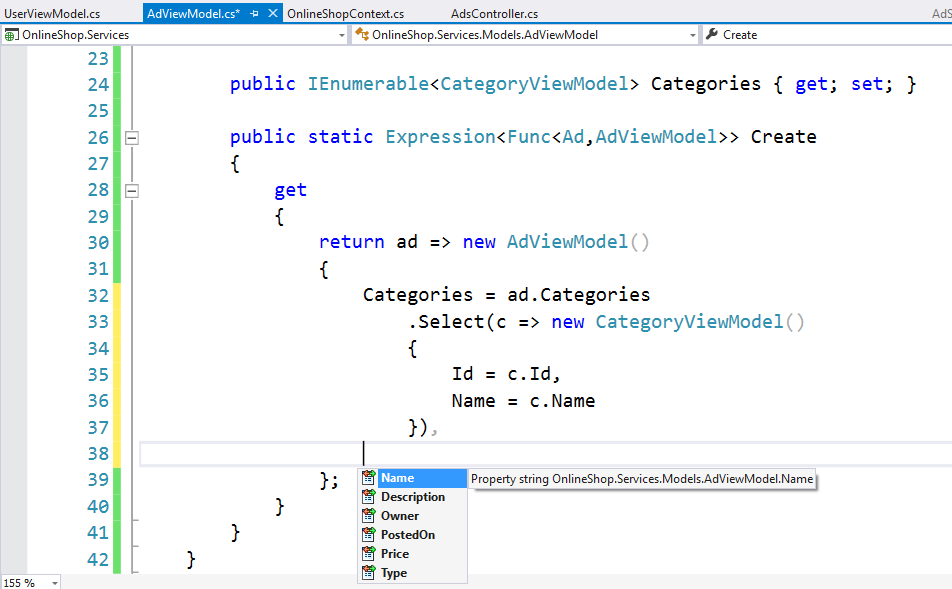 UserViewModel.cs AdViewModel.cs* OnlineShopContext.cs AdsController.cs AdS
OnlineShop.Services OnlineShop.Services.Models.AdViewModel Create
23
24 public IEnumerable<CategoryViewModel> Categories { get; set; }
25
26 public static Expression<Func<Ad,AdViewModel>> Create
27 {
28 get
29 {
30 return ad => new AdViewModel()
31 {
32 Categories = ad.Categories
33 .Select(c => new CategoryViewModel()
34 {
35 Id = c.Id,
36 Name = c.Name
37 }),
38
39 };
Name Property string OnlineShop.Services.Models.AdViewModel.Name
Description
Owner
PostedOn
Price
Type
40 }
41 }
42 }
155 %